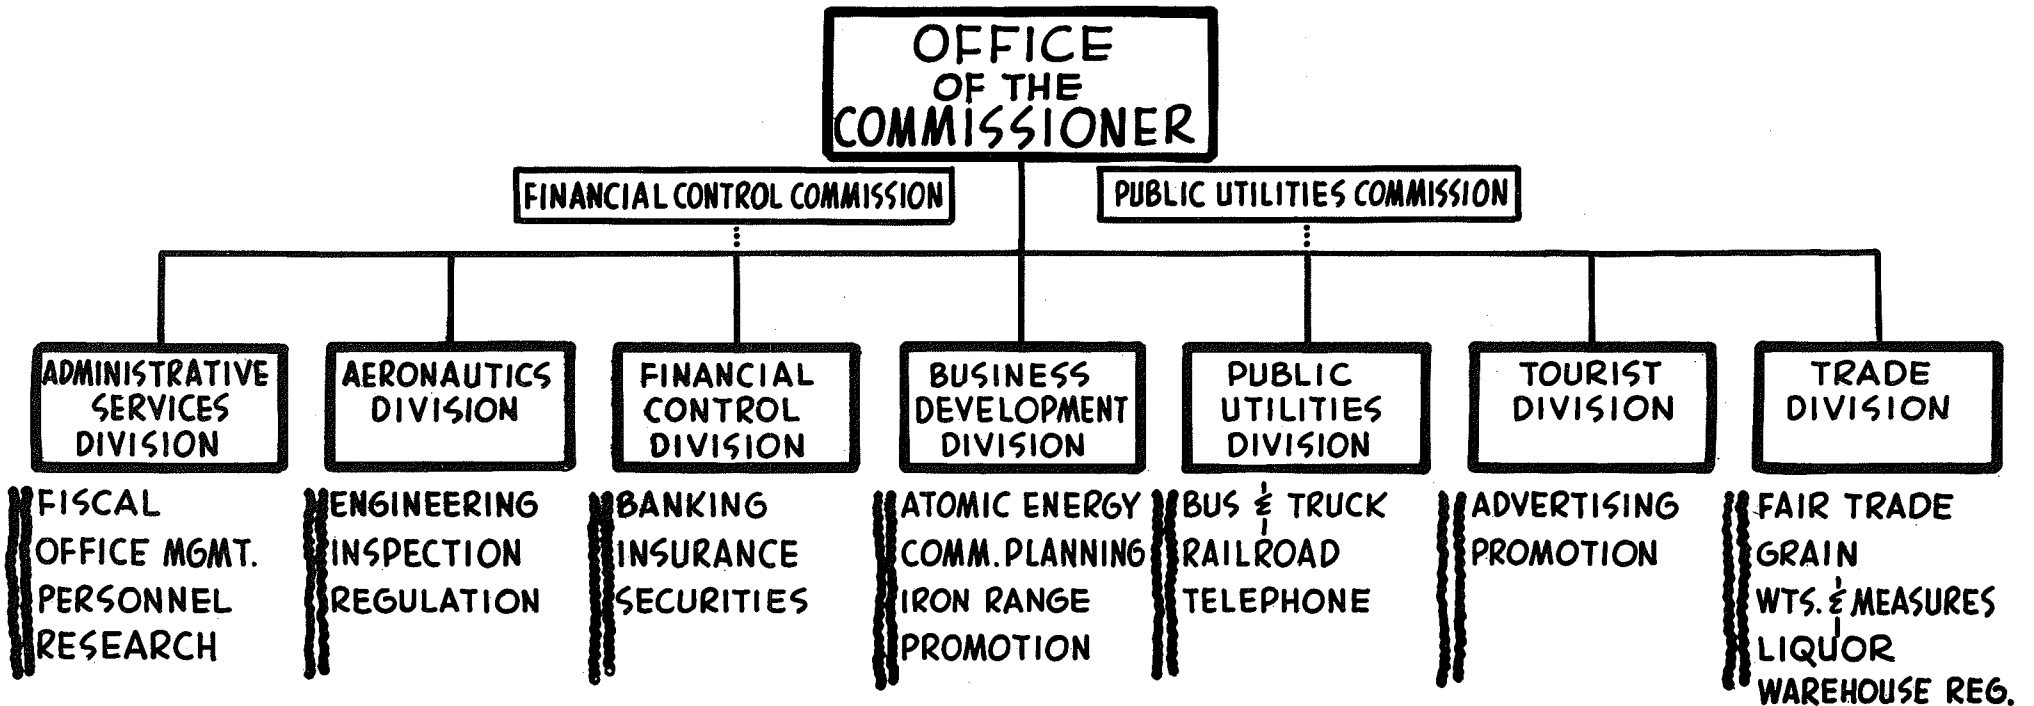 OFFICE
OF THE
COMMISSIONER
FINANCIAL CONTROL COMMISSION
PUBLIC UTILITIES COMMISSION
ADMINISTRATIVE
SERVICES
DIVISION
FISCAL
OFFICE MGMT.
PERSONNEL
RESEARCH
AERONAUTICS
DIVISION
ENGINEERING
INSPECTION
REGULATION
FINANCIAL
CONTROL
DIVISION
BANKING
INSURANCE
SECURITIES
BUSINESS
DEVELOPMENT
DIVISION
ATOMIC ENERGY
COMM. PLANNING
IRON RANGE
PROMOTION
PUBLIC
UTILITIES
DIVISION
BUS & TRUCK
RAILROAD
TELEPHONE
TOURIST
DIVISION
ADVERTISING
PROMOTION
TRADE
DIVISION
FAIR TRADE
GRAIN
WTS. & MEASURES
LIQUOR
WAREHOUSE REG.